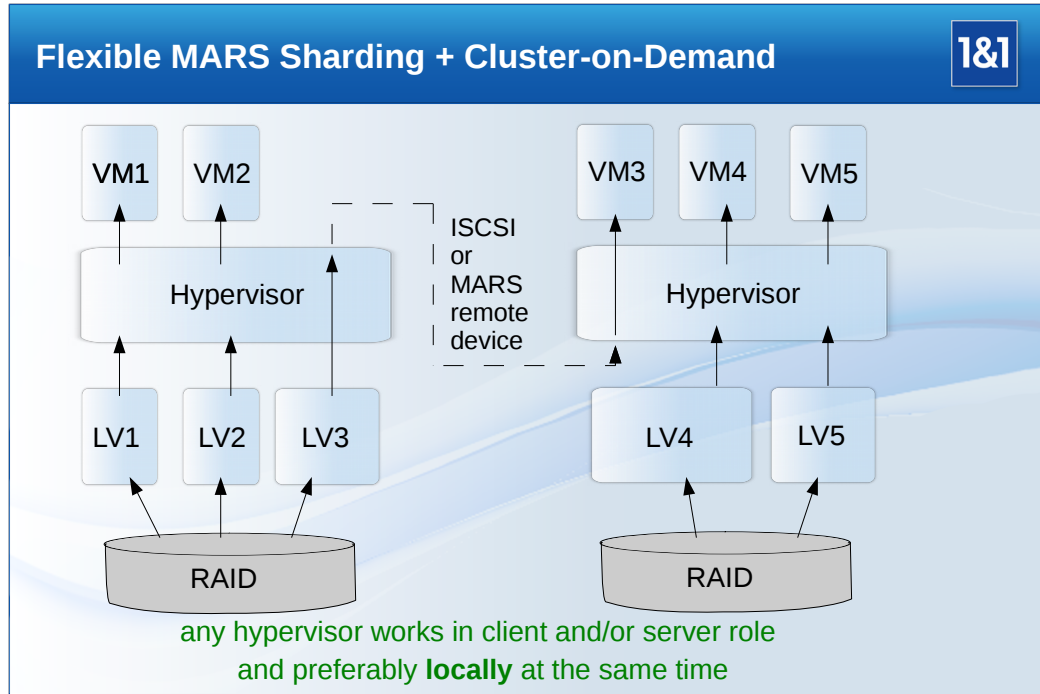 Flexible MARS Sharding + Cluster-on-Demand
1&1
VM1
VM2
VM3
VM4
VM5
ISCSI
or
MARS
remote
device
Hypervisor
Hypervisor
LV1
LV2
LV3
LV4
LV5
RAID
RAID
any hypervisor works in client and/or server role
and preferably locally at the same time